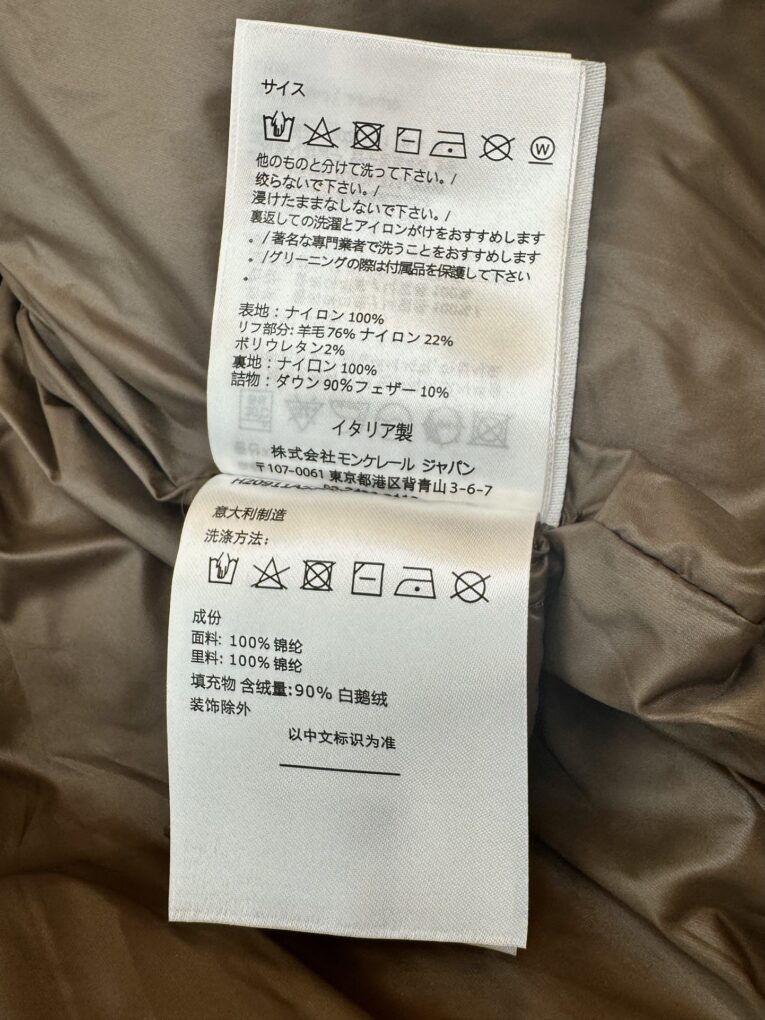 サイス
W
他のものと分けて洗って下さい。/
絞らないで下さい。/
浸けたままなしないで下さい。/
裏返しての洗濯とアイロンがけをおすすめします
。/著名な専門業者で洗うことをおすすめします
。/グリーニングの際は付属品を保護して下さい
。
表地：ナイロン 100%
リフ部分: 羊毛 76% ナイロン 22%
ポリウレタン2%
裏地：ナイロン 100%
詰物：ダウン 90% フェザー 10%
イタリア製
株式会社モンケレール ジャパン
〒107-0061 東京都港区背青山 3-6-7
意大利制造
洗涤方法:
成份
面料: 100% 锦纶
里料: 100% 锦纶
填充物 含绒量:90% 白鹅绒
装饰除外
以中文标识为准